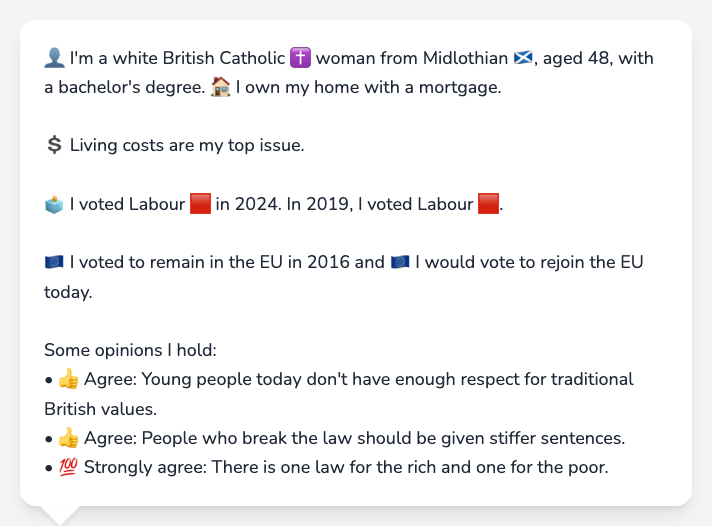 👤 I'm a white British Catholic ✝️ woman from Midlothian 🏴󠁧󠁢󠁳󠁣󠁴󠁿, aged 48, with
a bachelor's degree. 🏠 I own my home with a mortgage.
💲 Living costs are my top issue.
🗳️ I voted Labour 🟥 in 2024. In 2019, I voted Labour 🟥.
🇪🇺 I voted to remain in the EU in 2016 and 🇪🇺 I would vote to rejoin the EU
today.
Some opinions I hold:
• 👍 Agree: Young people today don't have enough respect for traditional
British values.
• 👍 Agree: People who break the law should be given stiffer sentences.
• 💯 Strongly agree: There is one law for the rich and one for the poor.